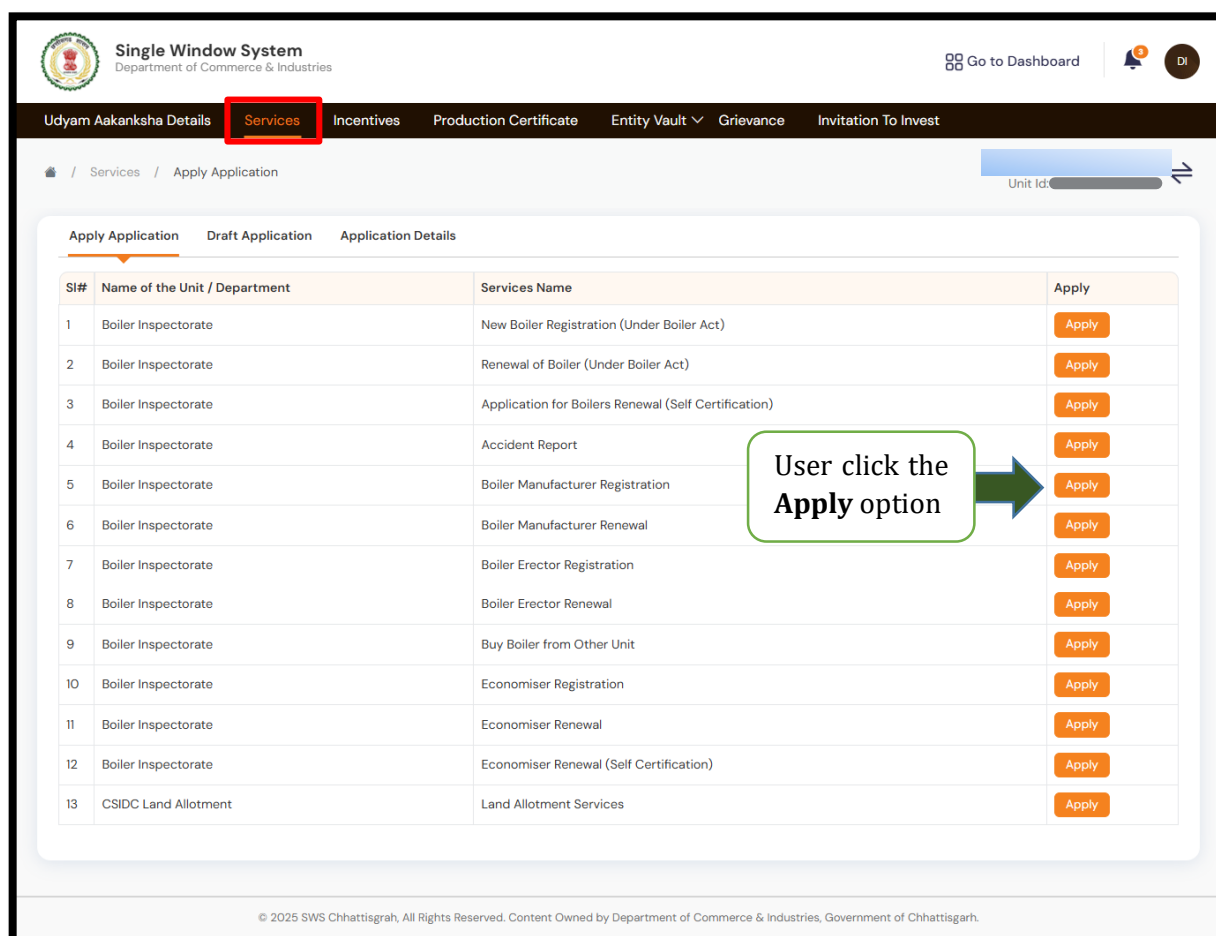 Single Window System
Department of Commerce & Industries
Go to Dashboard
3
DI
Udyam Aakanksha Details Services Incentives Production Certificate Entity Vault Grievance Invitation To Invest
/ Services / Apply Application
Unit Id:
Apply Application Draft Application Application Details
Sl# Name of the Unit / Department Services Name Apply
1 Boiler Inspectorate New Boiler Registration (Under Boiler Act) Apply
2 Boiler Inspectorate Renewal of Boiler (Under Boiler Act) Apply
3 Boiler Inspectorate Application for Boilers Renewal (Self Certification) Apply
4 Boiler Inspectorate Accident Report Apply
5 Boiler Inspectorate Boiler Manufacturer Registration Apply
User click the
Apply option
6 Boiler Inspectorate Boiler Manufacturer Renewal Apply
7 Boiler Inspectorate Boiler Erector Registration Apply
8 Boiler Inspectorate Boiler Erector Renewal Apply
9 Boiler Inspectorate Buy Boiler from Other Unit Apply
10 Boiler Inspectorate Economiser Registration Apply
11 Boiler Inspectorate Economiser Renewal Apply
12 Boiler Inspectorate Economiser Renewal (Self Certification) Apply
13 CSIDC Land Allotment Land Allotment Services Apply
© 2025 SWS Chhattisgrah, All Rights Reserved. Content Owned by Department of Commerce & Industries, Government of Chhattisgarh.